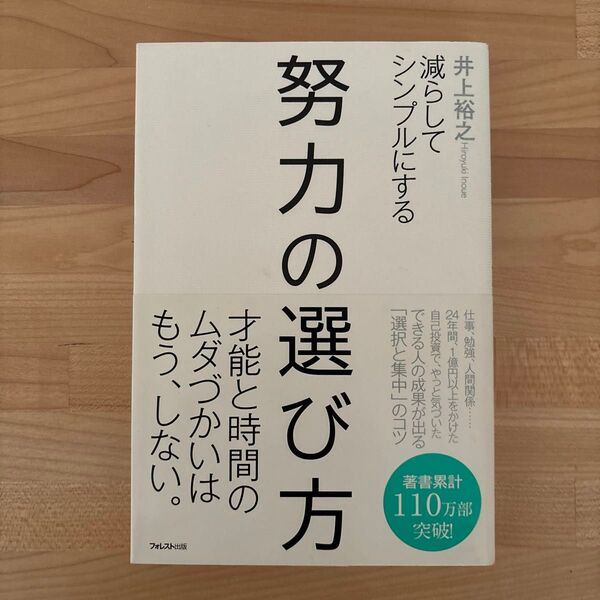 井上裕之
Hiroyuki Inoue
減らして
シンプルにする
努力の選び方
仕事、勉強、人間関係……
24年間、1億円以上をかけた
自己投資で、やっと気づいた
できる人の成果が出る
「選択と集中」のコツ
才能と時間の
ムダづかいは
もう、しない。
著書累計
110万部
突破!
フォレスト出版